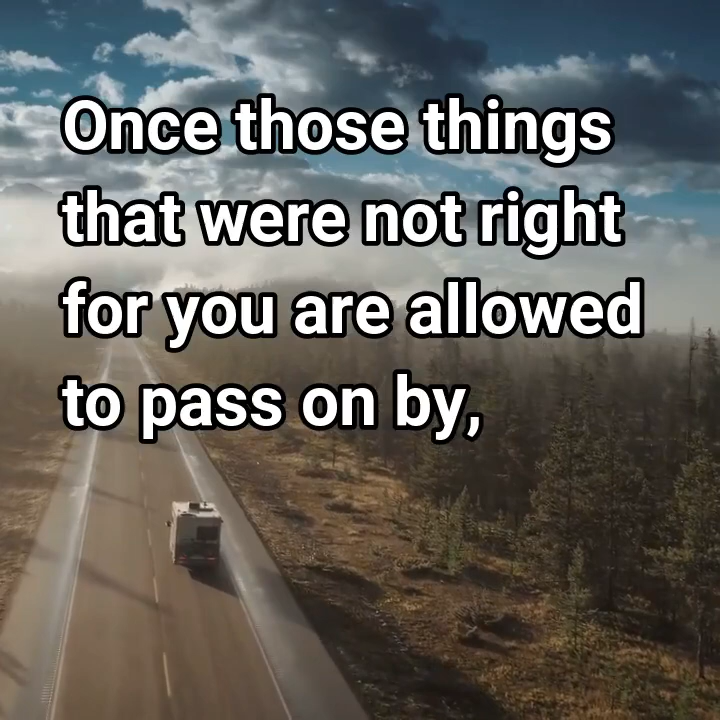 Once those things
that were not right
for you are allowed
to pass on by,